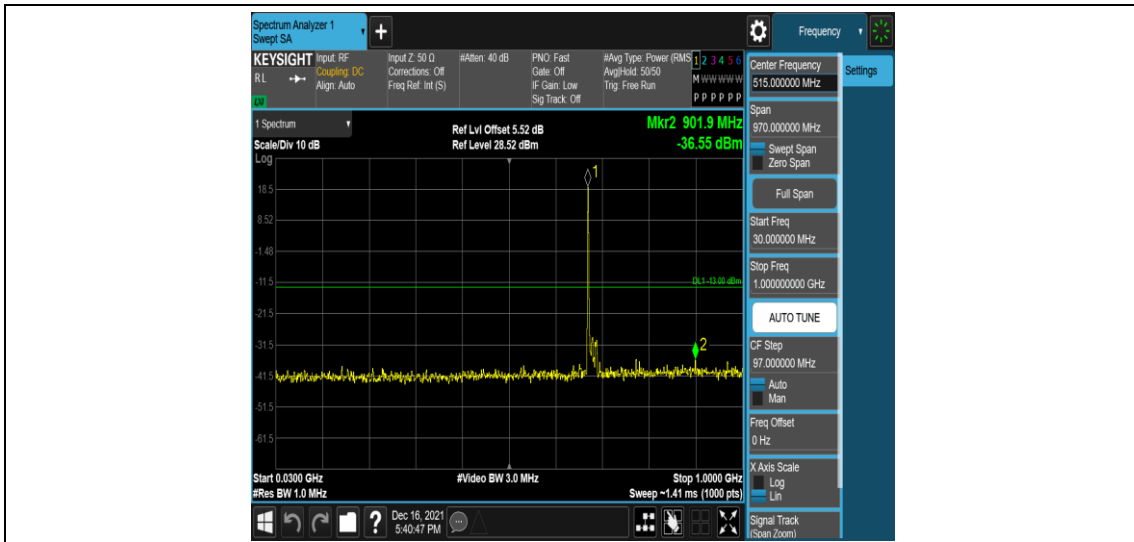 Spectrum Analyzer 1
Swept SA
+
Frequency
KEYSIGHT
RL
LXI
Input: RF
Coupling: DC
Align: Auto
Input Z: 50 Ω
Corrections: Off
Freq Ref: Int (S)
#Atten: 40 dB
PNO: Fast
Gate: Off
IF Gain: Low
Sig Track: Off
#Avg Type: Power (RMS
Avg|Hold: 50/50
Trig: Free Run
1 2 3 4 5 6
M W W W W W
P P P P P P
Center Frequency
515.000000 MHz
Settings
1 Spectrum
Scale/Div 10 dB
Ref Lvl Offset 5.52 dB
Ref Level 28.52 dBm
Mkr2 901.9 MHz
-36.55 dBm
Log
18.5
8.52
-1.48
-11.5
-21.5
-31.5
-41.5
-51.5
-61.5
1
DL1 -13.00 dBm
2
Start 0.0300 GHz
#Res BW 1.0 MHz
#Video BW 3.0 MHz
Stop 1.0000 GHz
Sweep ~1.41 ms (1000 pts)
Span
970.000000 MHz
Swept Span
Zero Span
Full Span
Start Freq
30.000000 MHz
Stop Freq
1.000000000 GHz
AUTO TUNE
CF Step
97.000000 MHz
Auto
Man
Freq Offset
0 Hz
X Axis Scale
Log
Lin
Signal Track
(Span Zoom)
?
Dec 16, 2021
5:40:47 PM